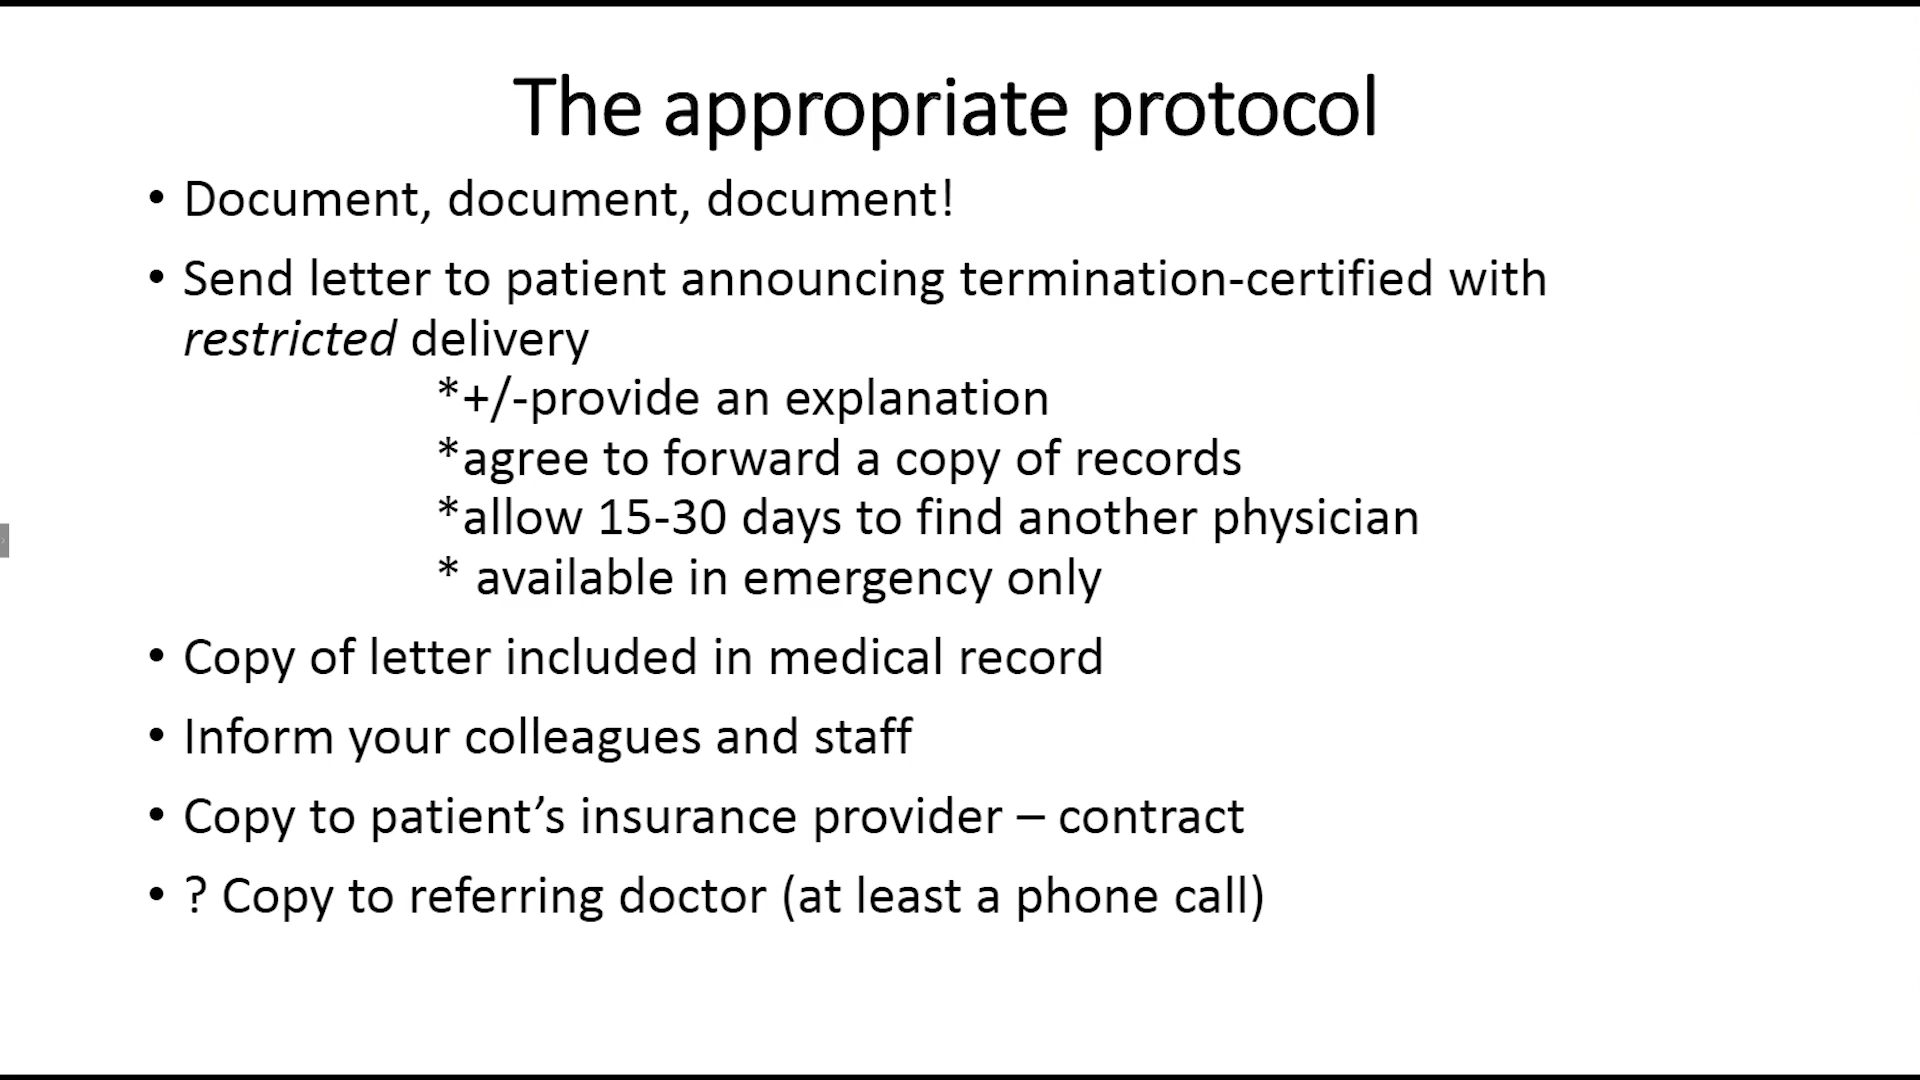 The appropriate protocol
• Document, document, document!
• Send letter to patient announcing termination-certified with
restricted delivery
*+/-provide an explanation
*agree to forward a copy of records
*allow 15-30 days to find another physician
* available in emergency only
• Copy of letter included in medical record
• Inform your colleagues and staff
• Copy to patient’s insurance provider – contract
• ? Copy to referring doctor (at least a phone call)